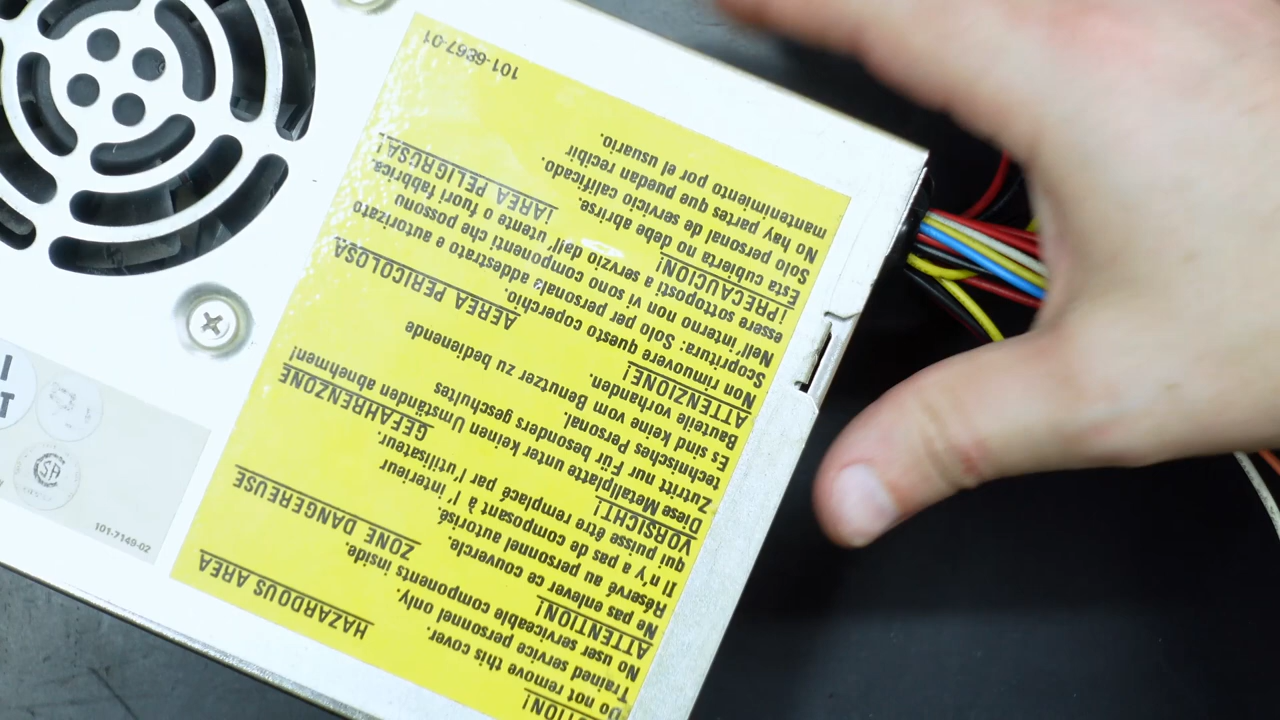 HAZARDOUS AREA
Do not remove this cover.
Trained service personnel only.
No user serviceable components inside.
ZONE DANGEREUSE
ATTENTION!
Ne pas enlever ce couvercle.
Réservé au personnel autorisé.
Il n'y a pas de composant à l' interieur
qui puisse être remplacé par l'utilisateur.
GEFAHRENZONE
VORSICHT!
Diese Metallplatte unter keinen Umständen abnehmen!
Zutritt nur Für besonders geschultes
technisches Personal.
Es sind keine vom Benutzer zu bedienende
Bauteile vorhanden.
AEREA PERICOLOSA
ATTENZIONE!
Non rimuovere questo coperchio.
Scopritura: Solo per personale addestrato e autorizato
Nell'interno non vi sono componenti che possonu
essere sottoposti a servizio dell'utente o fuori fabbrica.
¡AREA PELIGRUSA!
¡PRECAUCION!
Esta cubierta no debe abrirse.
Solo personal de servicio calificado.
No hay partes que puedan recibir
mantenimiento por el usuario.
101-6867-01
101-7149-02